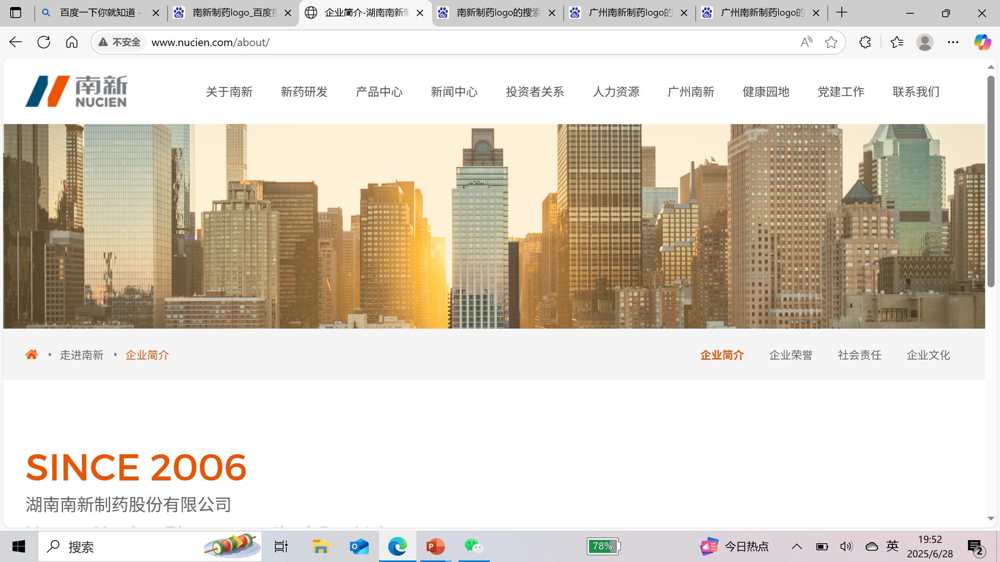 百度一下你就知道 -
南新制药logo_百度搜
企业简介-湖南南新制
南新制药logo的搜索
广州南新制药logo的
广州南新制药logo的
不安全 www.nucien.com/about/
南新
NUCIEN
关于南新 新药研发 产品中心 新闻中心 投资者关系 人力资源 广州南新 健康园地 党建工作 联系我们
走进南新 企业简介
企业简介 企业荣誉 社会责任 企业文化
SINCE 2006
湖南南新制药股份有限公司
搜索
78%
今日热点
英
19:52
2025/6/28
2